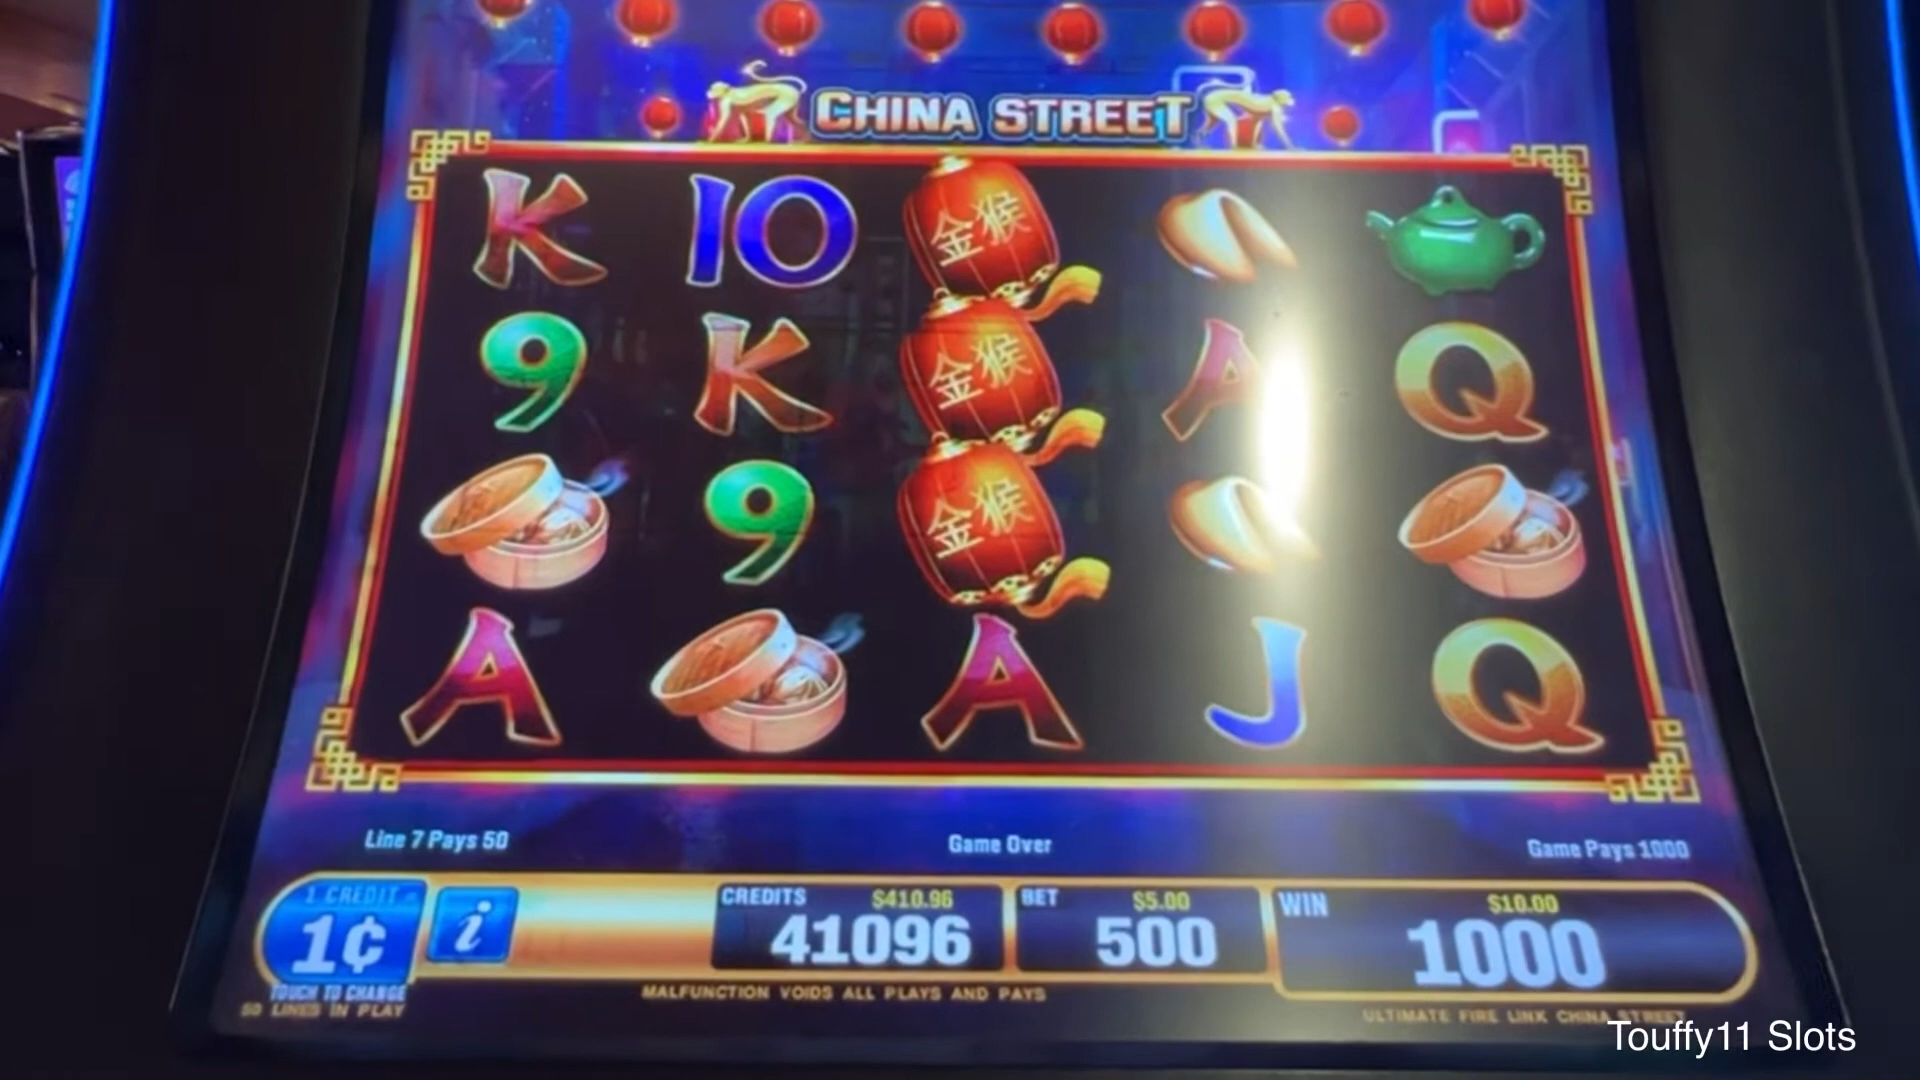 CHINA STREET
K 10 金猴
9 K 金猴 A Q
9 金猴
A A J Q
Line 7 Pays 50
Game Over
Game Pays 1000
1 CREDIT =
1¢
TOUCH TO CHANGE
i
CREDITS $410.96
41096
BET $5.00
500
WIN $10.00
1000
50 LINES IN PLAY
MALFUNCTION VOIDS ALL PLAYS AND PAYS
ULTIMATE FIRE LINK CHINA STREET
Touffy11 Slots